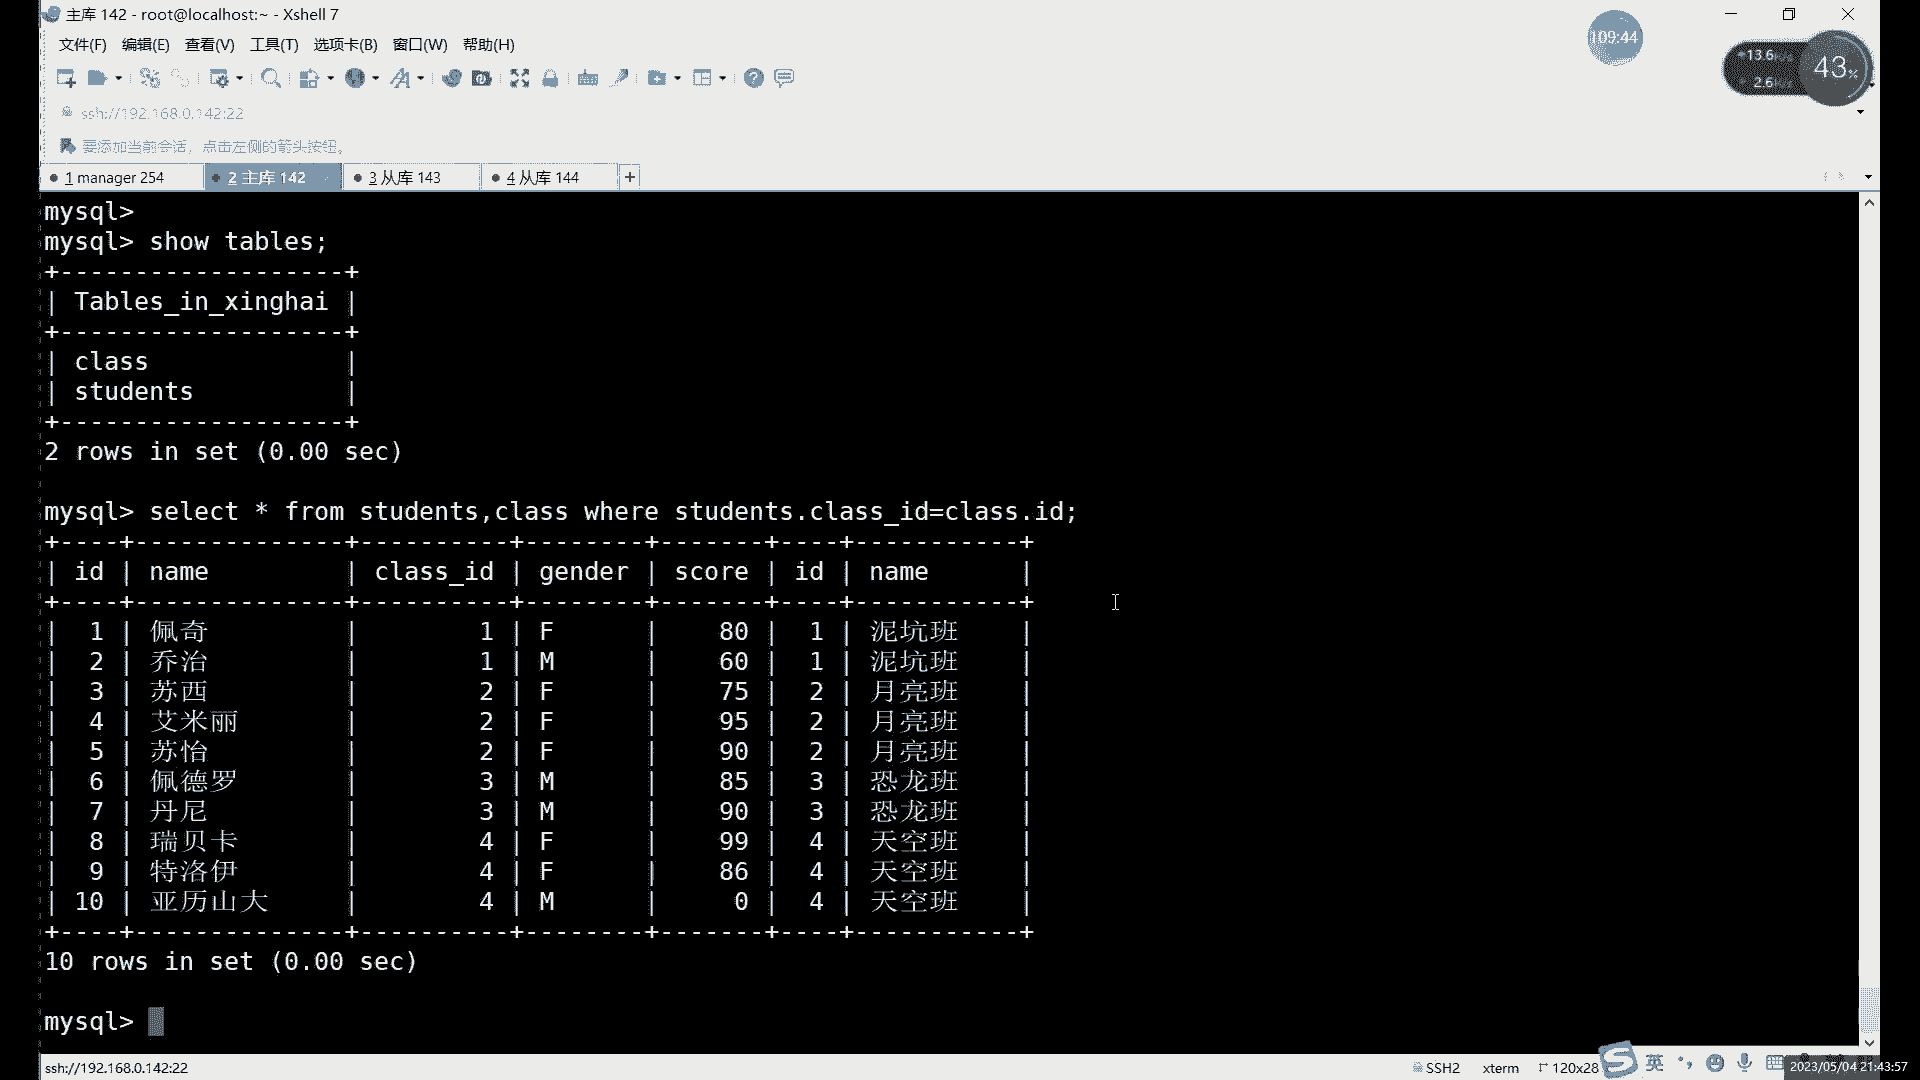 主库 142 - root@localhost:~ - Xshell 7
文件(F) 编辑(E) 查看(V) 工具(T) 选项卡(B) 窗口(W) 帮助(H)
109:44
13.6
2.6
43%
ssh://192.168.0.142:22
要添加当前会话，点击左侧的箭头按钮。
1 manager 254 2 主库 142 3 从库 143 4 从库 144 +
mysql>
mysql> show tables;
+-------------------+
| Tables_in_xinghai |
+-------------------+
| class             |
| students          |
+-------------------+
2 rows in set (0.00 sec)
mysql> select * from students,class where students.class_id=class.id;
+----+--------------+----------+--------+-------+----+-----------+
| id | name         | class_id | gender | score | id | name      |
+----+--------------+----------+--------+-------+----+-----------+
|  1 | 佩奇         |        1 | F      |    80 |  1 | 泥坑班    |
|  2 | 乔治         |        1 | M      |    60 |  1 | 泥坑班    |
|  3 | 苏西         |        2 | F      |    75 |  2 | 月亮班    |
|  4 | 艾米丽       |        2 | F      |    95 |  2 | 月亮班    |
|  5 | 苏怡         |        2 | F      |    90 |  2 | 月亮班    |
|  6 | 佩德罗       |        3 | M      |    85 |  3 | 恐龙班    |
|  7 | 丹尼         |        3 | M      |    90 |  3 | 恐龙班    |
|  8 | 瑞贝卡       |        4 | F      |    99 |  4 | 天空班    |
|  9 | 特洛伊       |        4 | F      |    86 |  4 | 天空班    |
| 10 | 亚历山大     |        4 | M      |     0 |  4 | 天空班    |
+----+--------------+----------+--------+-------+----+-----------+
10 rows in set (0.00 sec)
mysql>
ssh://192.168.0.142:22 SSH2 xterm 120x28 英 2023/05/04 21:43:57